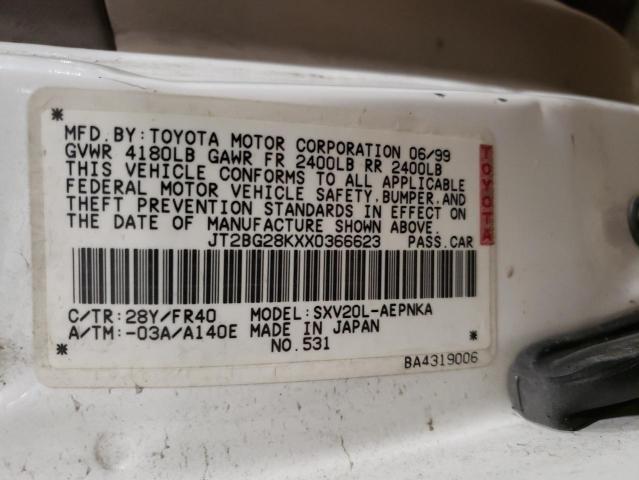 MFD. BY: TOYOTA MOTOR CORPORATION 06/99
GVWR 4180LB GAWR FR 2400LB RR 2400LB
THIS VEHICLE CONFORMS TO ALL APPLICABLE
FEDERAL MOTOR VEHICLE SAFETY, BUMPER, AND
THEFT PREVENTION STANDARDS IN EFFECT ON
THE DATE OF MANUFACTURE SHOWN ABOVE.
JT2BG28KXX0366623 PASS.CAR
TOYOTA
C/TR: 28Y/FR40 MODEL: SXV20L-AEPNKA
A/TM: -03A/A140E MADE IN JAPAN
NO.531
BA4319006